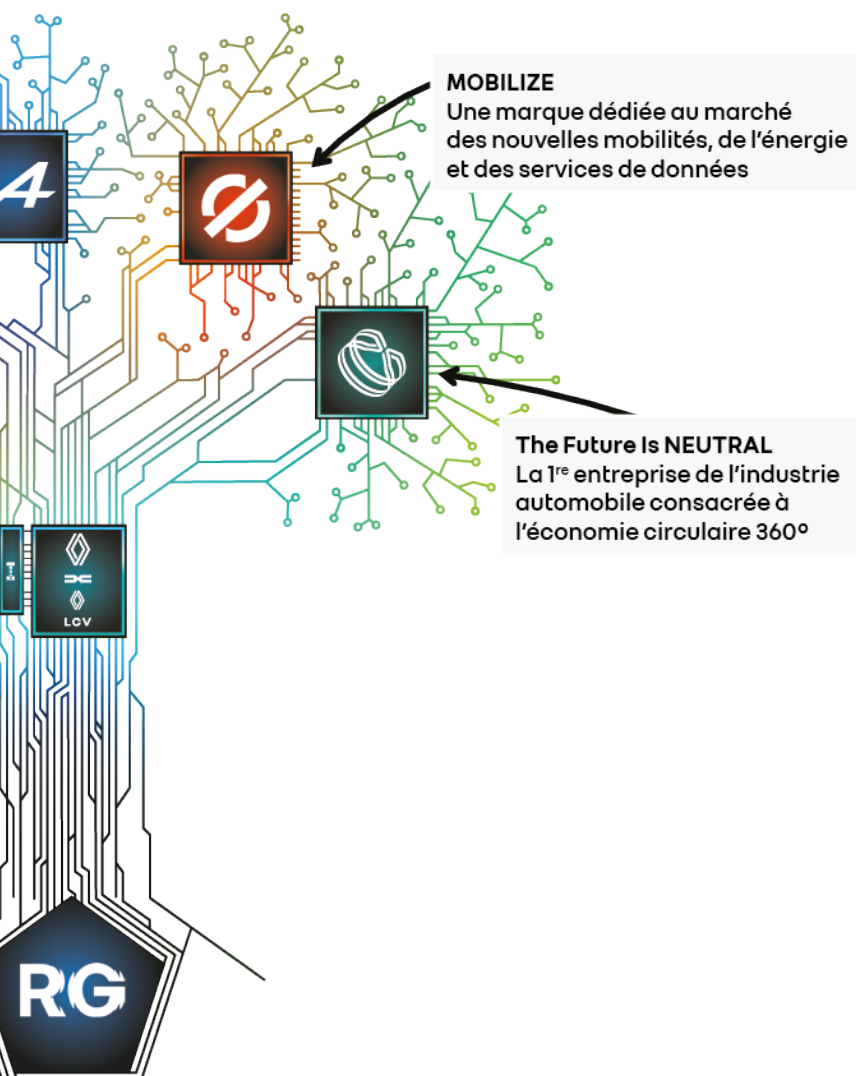 MOBILIZE
Une marque dédiée au marché
des nouvelles mobilités, de l’énergie
et des services de données
The Future Is NEUTRAL
La 1re entreprise de l’industrie
automobile consacrée à
l’économie circulaire 360°
LCV
RG